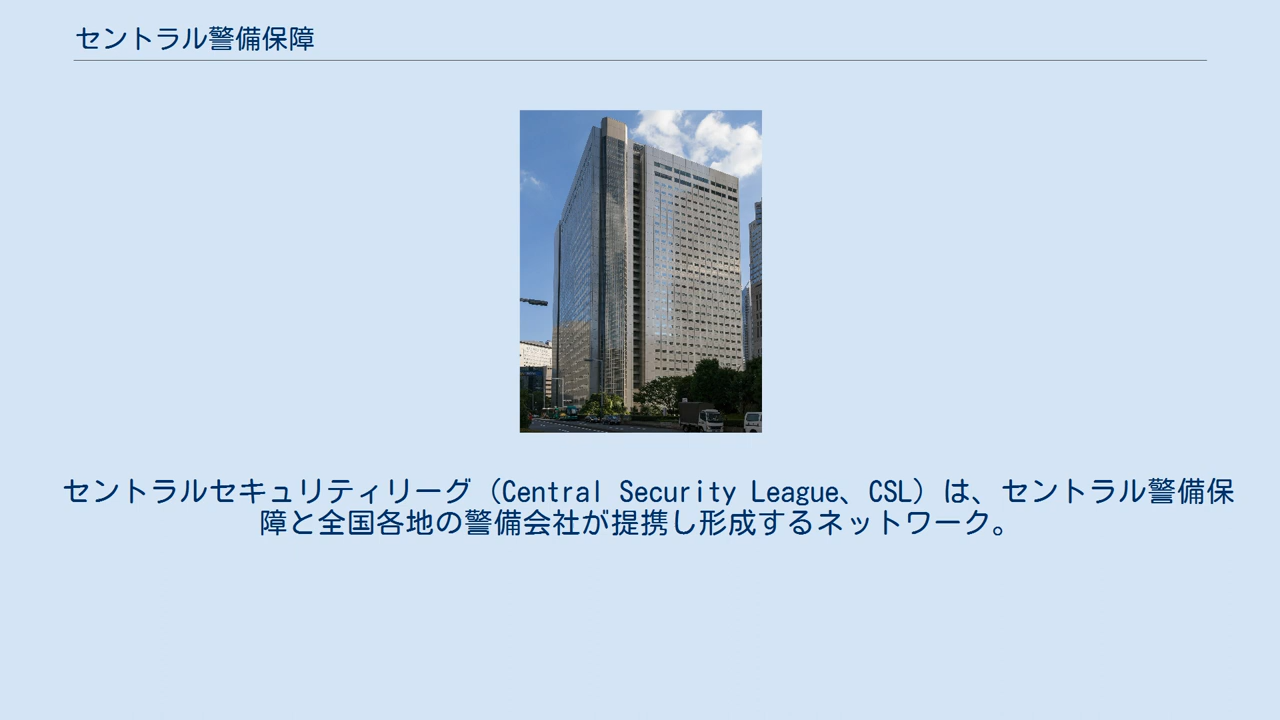 セントラル警備保障
セントラルセキュリティリーグ（Central Security League、CSL）は、セントラル警備保
障と全国各地の警備会社が提携し形成するネットワーク。